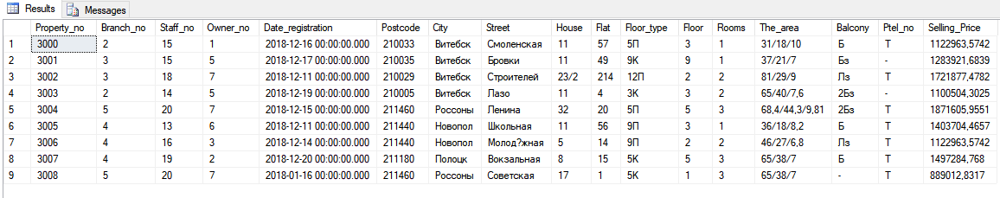 Results Messages
Property_no Branch_no Staff_no Owner_no Date_registration Postcode City Street House Flat Floor_type Floor Rooms The_area Balcony Ptel_no Selling_Price
1 3000 2 15 1 2018-12-16 00:00:00.000 210033 Витебск Смоленская 11 57 5П 3 1 31/18/10 Б T 1122963,5742
2 3001 3 15 5 2018-12-17 00:00:00.000 210035 Витебск Бровки 11 49 9К 9 1 37/21/7 Бз - 1283921,6839
3 3002 3 18 7 2018-12-11 00:00:00.000 210029 Витебск Строителей 23/2 214 12П 2 2 81/29/9 Лз T 1721877,4782
4 3003 2 14 5 2018-12-19 00:00:00.000 210005 Витебск Лазо 11 4 3К 3 2 65/40/7,6 2Бз - 1100504,3025
5 3004 5 20 7 2018-12-15 00:00:00.000 211460 Россоны Ленина 32 20 5П 5 3 68,4/44,3/9,81 2Бз T 1871605,9551
6 3005 4 13 6 2018-12-11 00:00:00.000 211440 Новопол Школьная 11 56 9П 3 1 36/18/8,2 Б T 1403704,4657
7 3006 4 16 3 2018-12-14 00:00:00.000 211440 Новопол Молод?жная 5 14 9П 2 2 46/27/6,8 Лз T 1122963,5742
8 3007 4 19 2 2018-12-20 00:00:00.000 211180 Полоцк Вокзальная 8 15 5К 5 3 65/38/7 Б T 1497284,768
9 3008 5 20 7 2018-01-16 00:00:00.000 211460 Россоны Советская 17 1 5К 1 3 65/38/7 - T 889012,8317